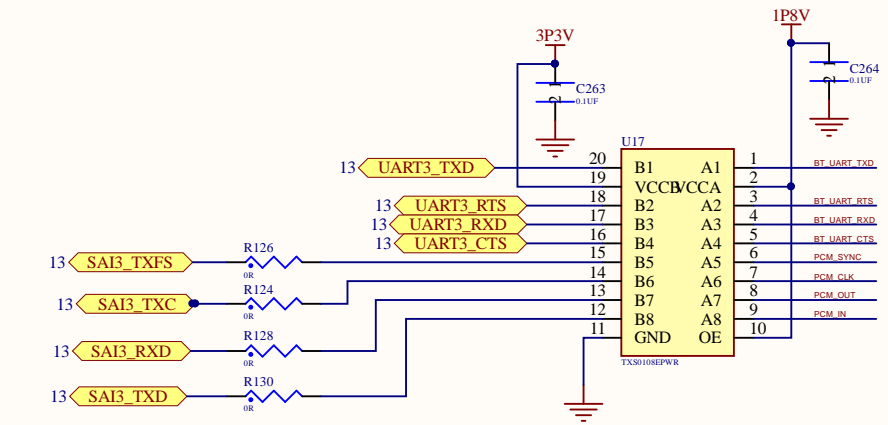 1P8V
3P3V
1
2
C264
0.1UF
1
2
C263
0.1UF
U17
13 UART3_TXD 20 B1 A1 1 BT_UART_TXD
19 VCCB VCCA 2
13 UART3_RTS 18 B2 A2 3 BT_UART_RTS
13 UART3_RXD 17 B3 A3 4 BT_UART_RXD
13 UART3_CTS 16 B4 A4 5 BT_UART_CTS
R126
13 SAI3_TXFS 15 B5 A5 6 PCM_SYNC
0R
R124
14 B6 A6 7 PCM_CLK
13 SAI3_TXC
0R
13 B7 A7 8 PCM_OUT
12 B8 A8 9 PCM_IN
R128
11 GND OE 10
13 SAI3_RXD
0R
TXS0108EPWR
R130
13 SAI3_TXD
0R